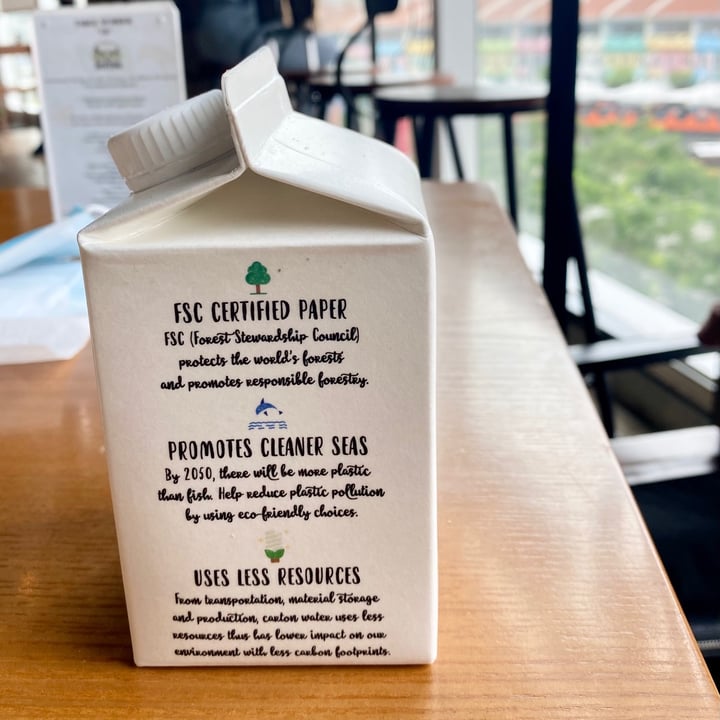 FSC CERTIFIED PAPER
FSC (Forest Stewardship Council)
protects the world's forests
and promotes responsible forestry.
PROMOTES CLEANER SEAS
By 2050, there will be more plastic
than fish. Help reduce plastic pollution
by using eco-friendly choices.
USES LESS RESOURCES
From transportation, material storage
and production, carton water uses less
resources thus has lower impact on our
environment with less carbon footprints.